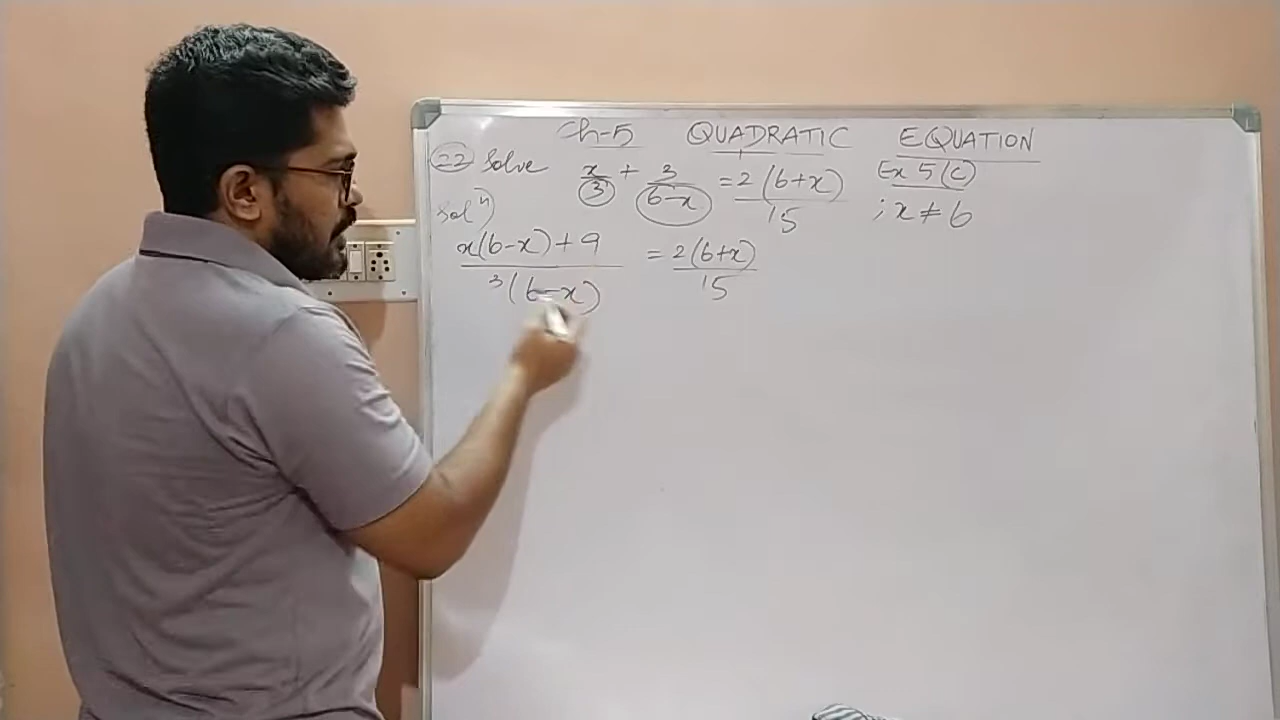 Ch-5 QUADRATIC EQUATION
22 Solve x/3 + 3/(6-x) = 2(6+x)/15 Ex 5(C)
; x ≠ 6
Solⁿ)
(x(6-x)+9)/(3(6-x)) = 2(6+x)/15